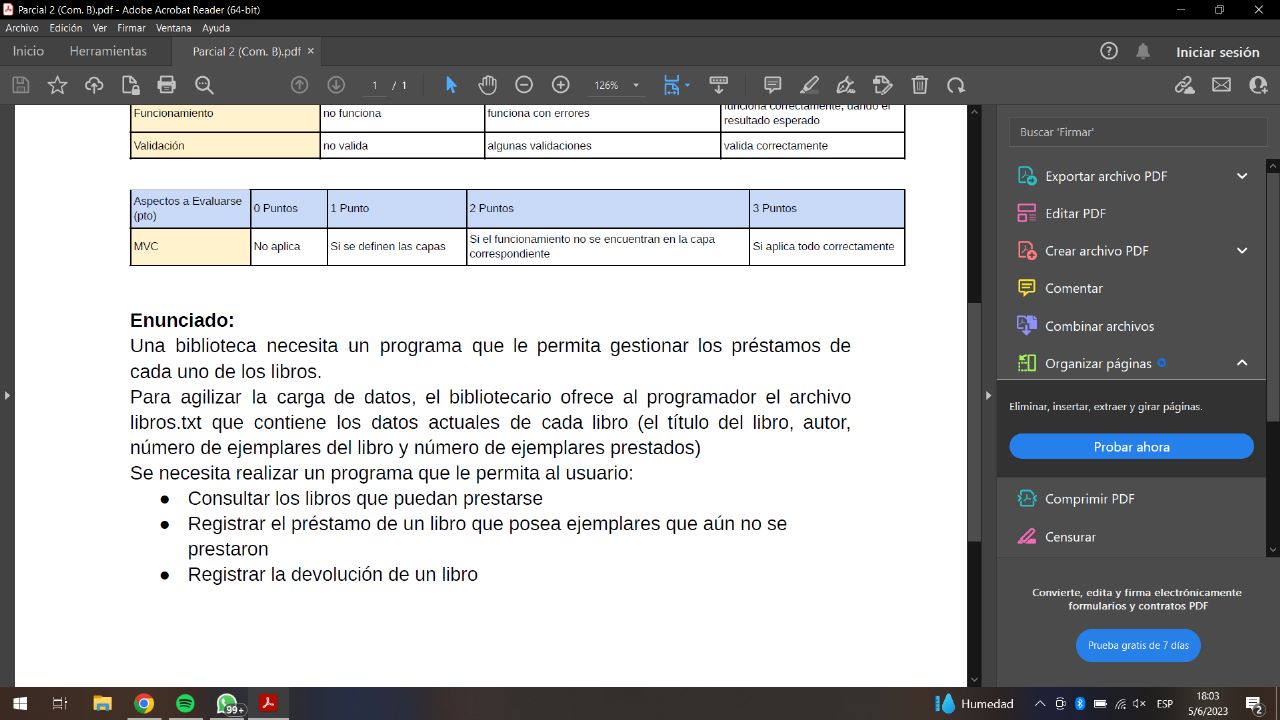 Parcial 2 (Com. B).pdf - Adobe Acrobat Reader (64-bit)
Archivo Edición Ver Firmar Ventana Ayuda
Inicio Herramientas Parcial 2 (Com. B).pdf × Iniciar sesión
1 / 1 126%
Funcionamiento no funciona funciona con errores funciona correctamente, dando el
resultado esperado
Validación no valida algunas validaciones valida correctamente
Aspectos a Evaluarse
(pto) 0 Puntos 1 Punto 2 Puntos 3 Puntos
MVC No aplica Si se definen las capas Si el funcionamiento no se encuentran en la capa
correspondiente Si aplica todo correctamente
Enunciado:
Una biblioteca necesita un programa que le permita gestionar los préstamos de
cada uno de los libros.
Para agilizar la carga de datos, el bibliotecario ofrece al programador el archivo
libros.txt que contiene los datos actuales de cada libro (el título del libro, autor,
número de ejemplares del libro y número de ejemplares prestados)
Se necesita realizar un programa que le permita al usuario:
● Consultar los libros que puedan prestarse
● Registrar el préstamo de un libro que posea ejemplares que aún no se
prestaron
● Registrar la devolución de un libro
Buscar 'Firmar'
Exportar archivo PDF
Editar PDF
Crear archivo PDF
Comentar
Combinar archivos
Organizar páginas
Eliminar, insertar, extraer y girar páginas.
Probar ahora
Comprimir PDF
Censurar
Convierte, edita y firma electrónicamente
formularios y contratos PDF
Prueba gratis de 7 días
99+ Humedad ESP 18:03
5/6/2023 2